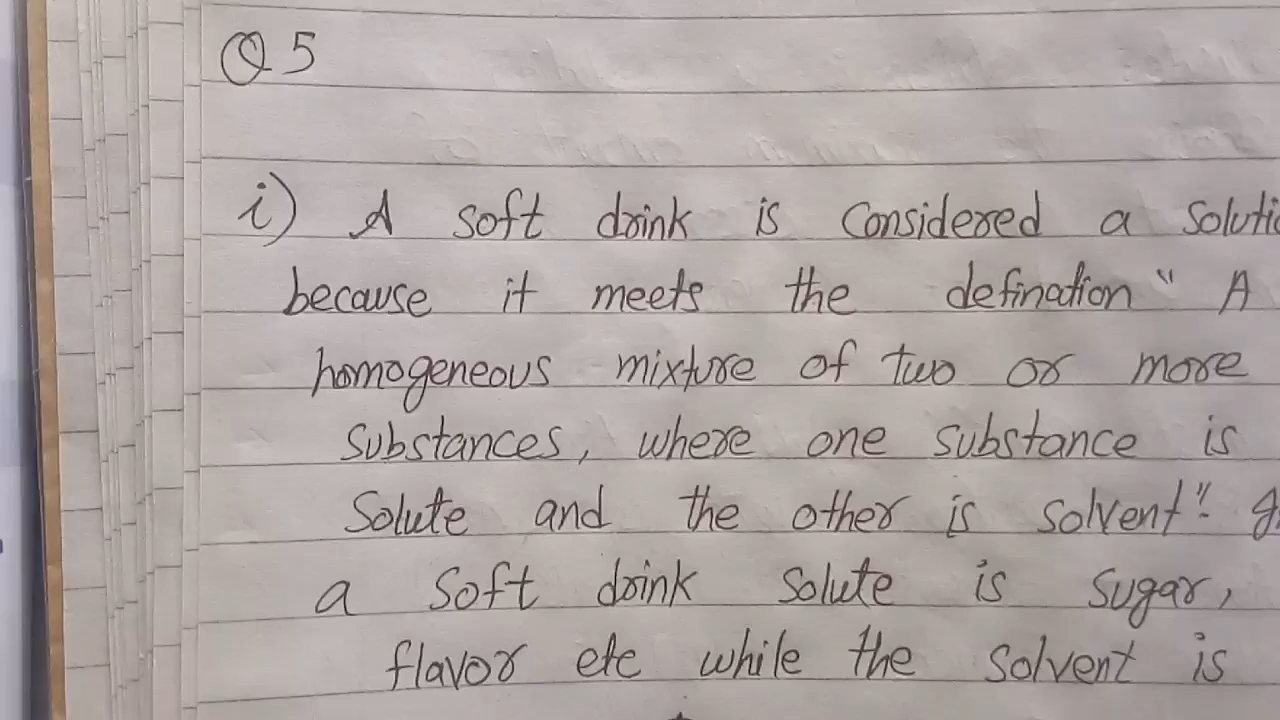 Q 5
i) A soft drink is Considered a Soluti
because it meets the defination " A
homogeneous mixture of two or more
Substances, where one substance is
Solute and the other is solvent".
a soft drink solute is sugar,
flavor etc while the solvent is